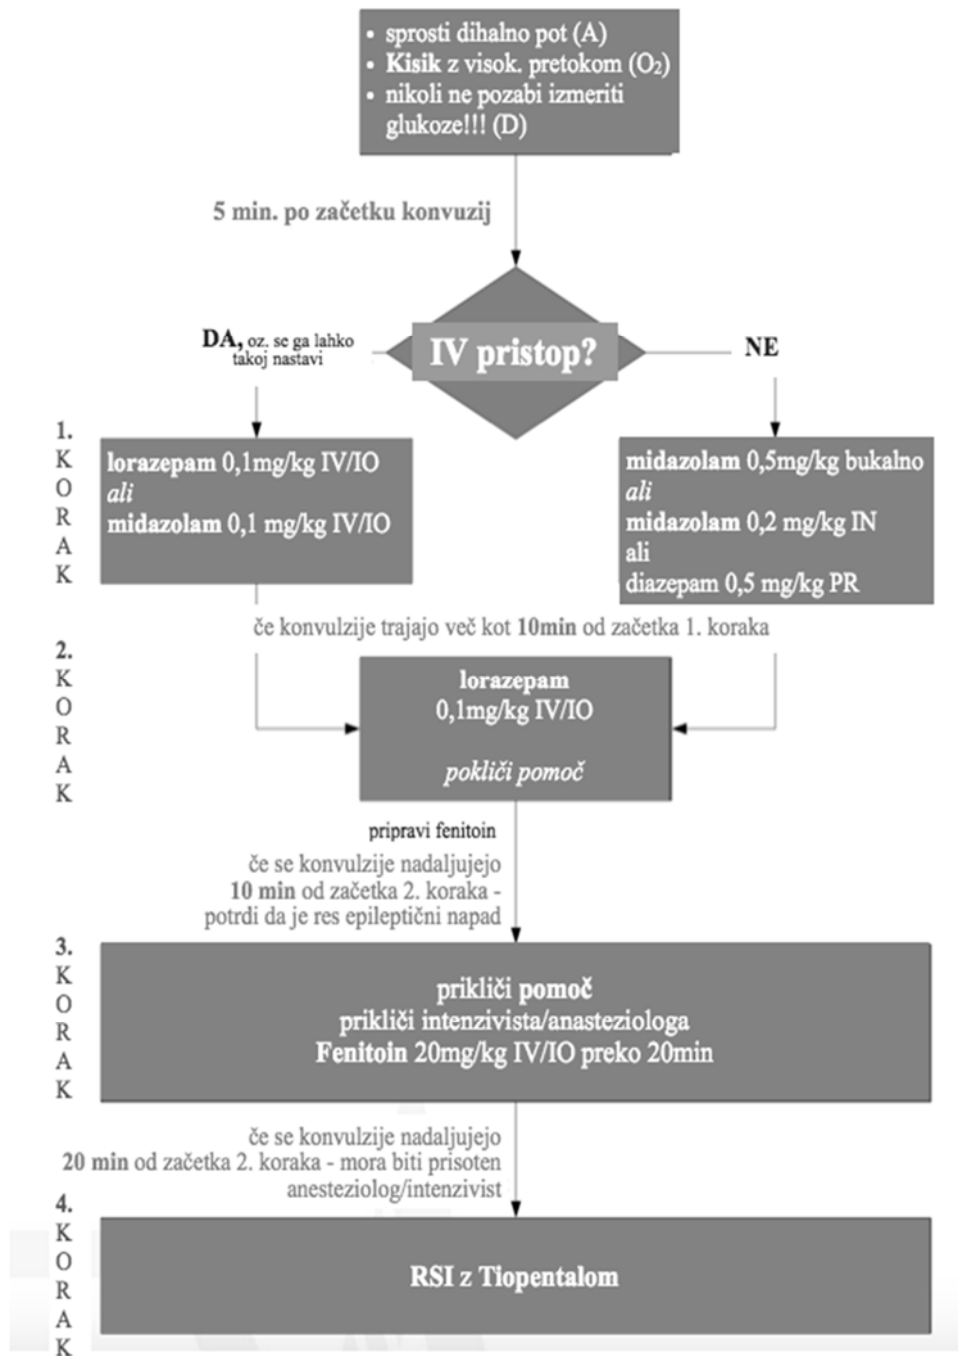 • sprosti dihalno pot (A)
• Kisik z visok. pretokom (O₂)
• nikoli ne pozabi izmeriti
glukoze!!! (D)
5 min. po začetku konvuzij
IV pristop?
DA, oz. se ga lahko
takoj nastavi
NE
1.
K
O
R
A
K
lorazepam 0,1mg/kg IV/IO
ali
midazolam 0,1 mg/kg IV/IO
midazolam 0,5mg/kg bukalno
ali
midazolam 0,2 mg/kg IN
ali
diazepam 0,5 mg/kg PR
če konvulzije trajajo več kot 10min od začetka 1. koraka
2.
K
O
R
A
K
lorazepam
0,1mg/kg IV/IO
pokliči pomoč
pripravi fenitoin
če se konvulzije nadaljujejo
10 min od začetka 2. koraka -
potrdi da je res epileptični napad
3.
K
O
R
A
K
prikliči pomoč
prikliči intenzivista/anasteziologa
Fenitoin 20mg/kg IV/IO preko 20min
če se konvulzije nadaljujejo
20 min od začetka 2. koraka - mora biti prisoten
anesteziolog/intenzivist
4.
K
O
R
A
K
RSI z Tiopentalom